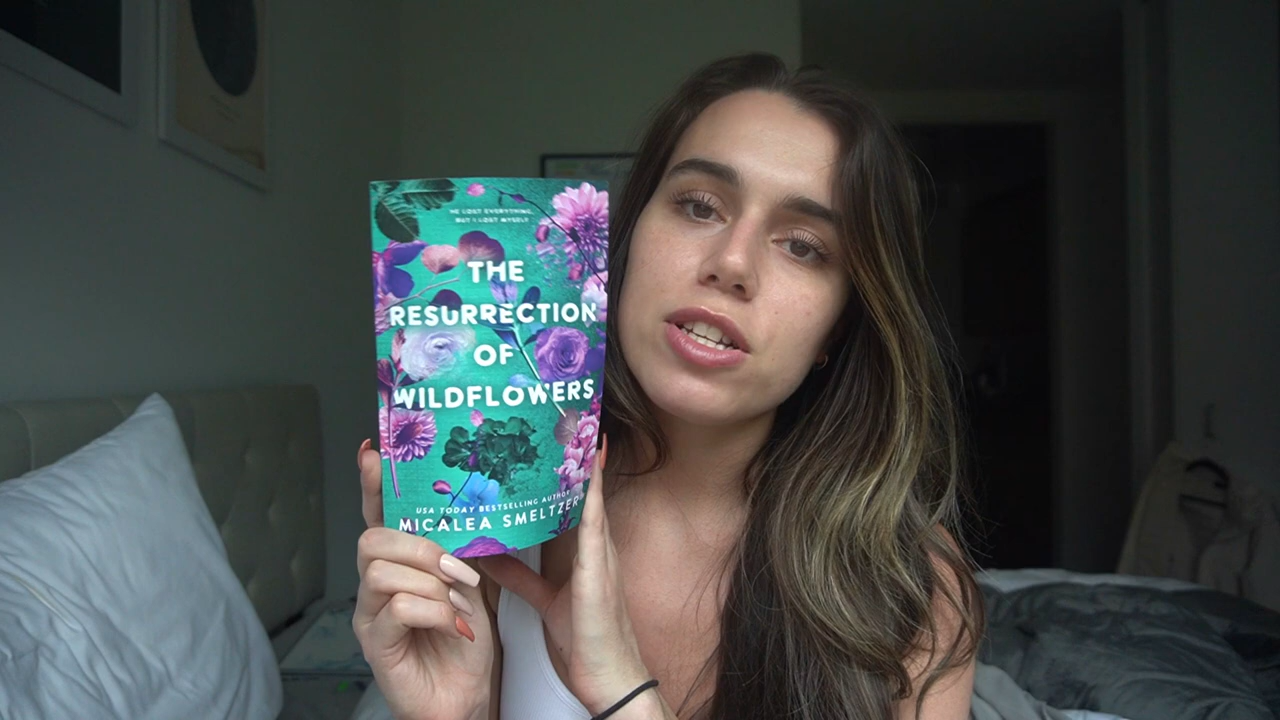 HE LOST EVERYTHING,
BUT I LOST MYSELF
THE
RESURRECTION
OF
WILDFLOWERS
USA TODAY BESTSELLING AUTHOR
MICALEA SMELTZER